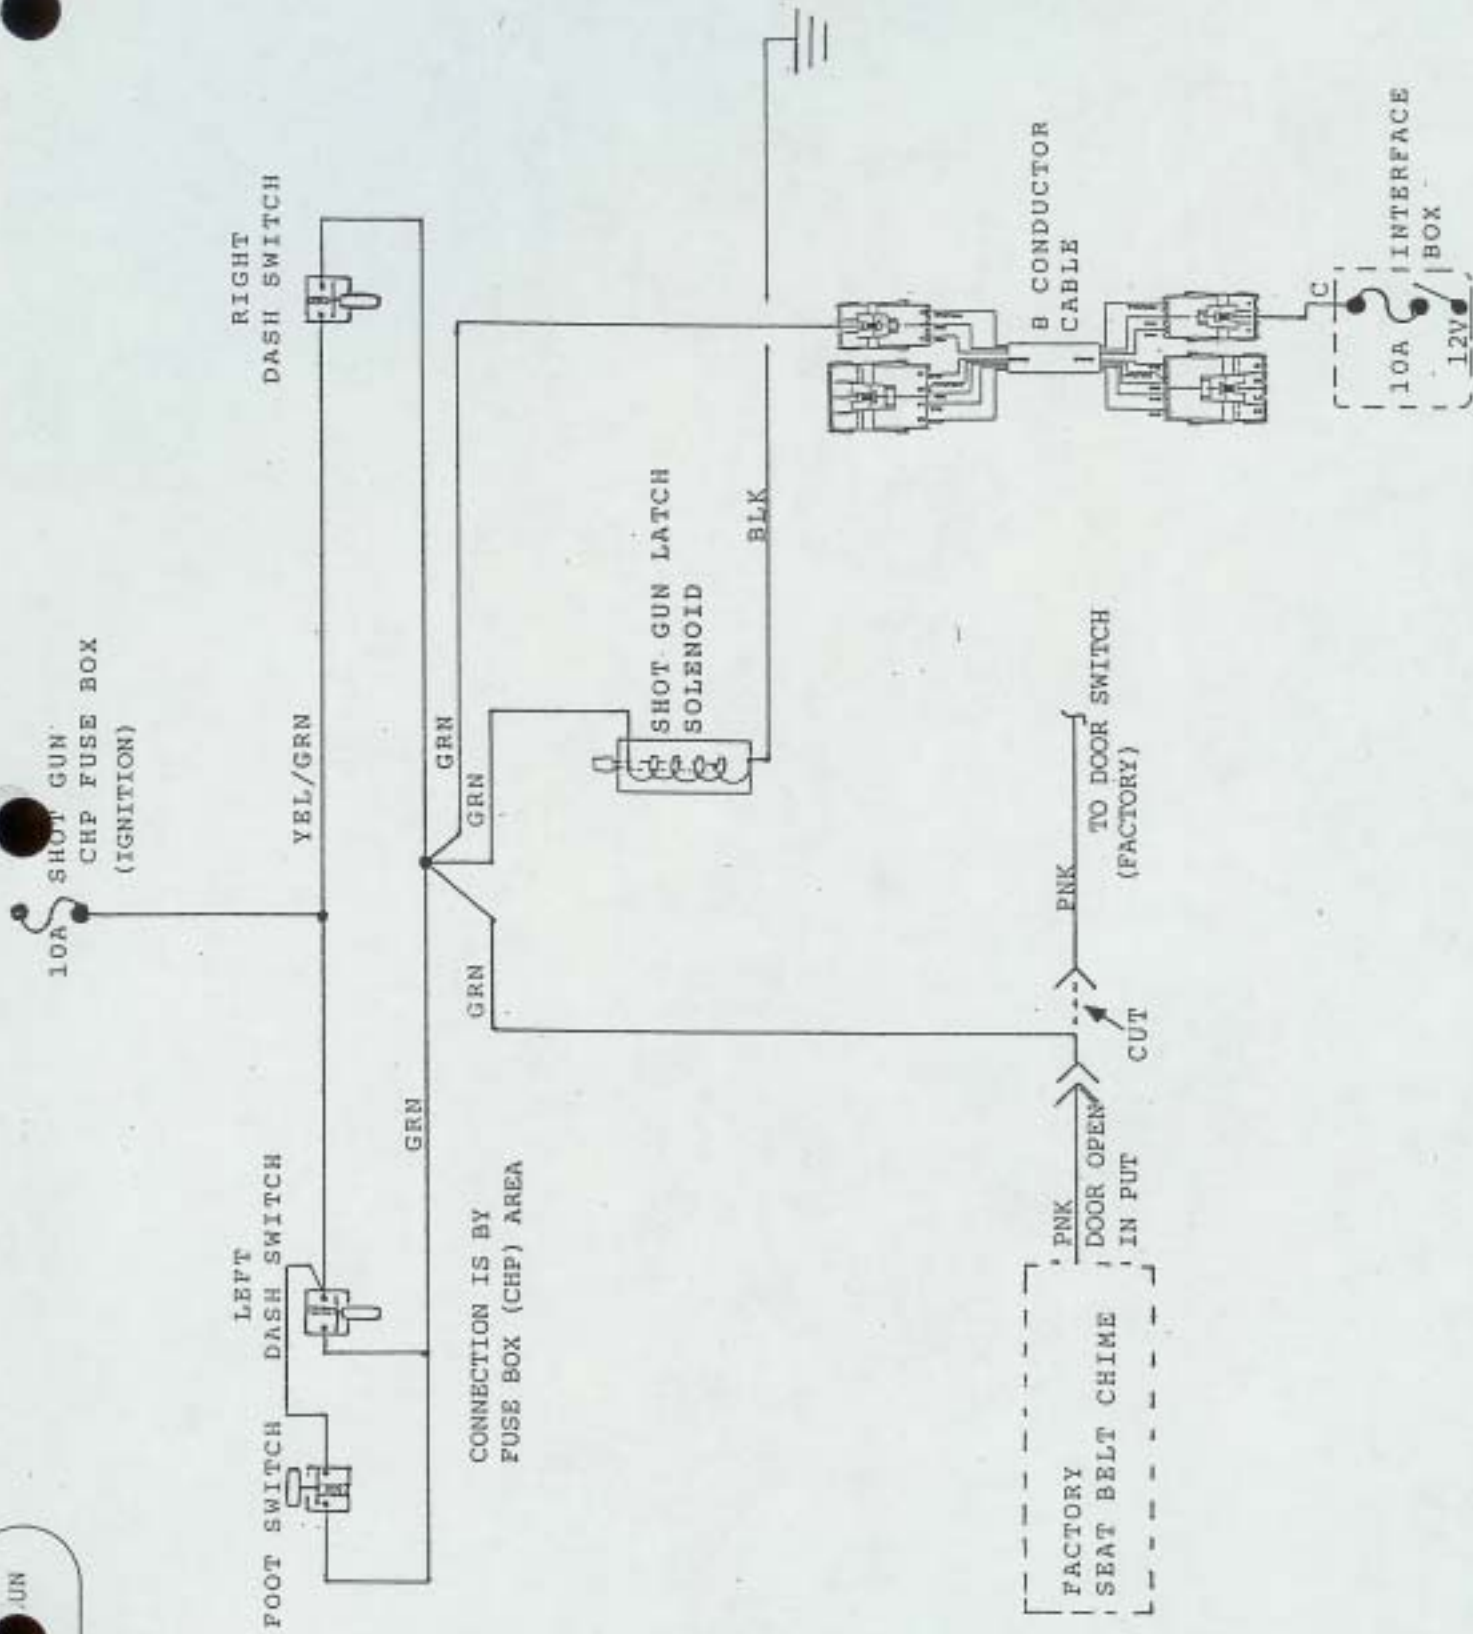 .UN
10A SHOT GUN
CHP FUSE BOX
(IGNITION)
FOOT SWITCH
LEFT
DASH SWITCH
RIGHT
DASH SWITCH
YEL/GRN
GRN
GRN
GRN
GRN
CONNECTION IS BY
FUSE BOX (CHP) AREA
SHOT GUN LATCH
SOLENOID
BLK
8 CONDUCTOR
CABLE
FACTORY
SEAT BELT CHIME
PNK
DOOR OPEN
IN PUT
CUT
PNK
TO DOOR SWITCH
(FACTORY)
C
10A
12V
INTERFACE
BOX